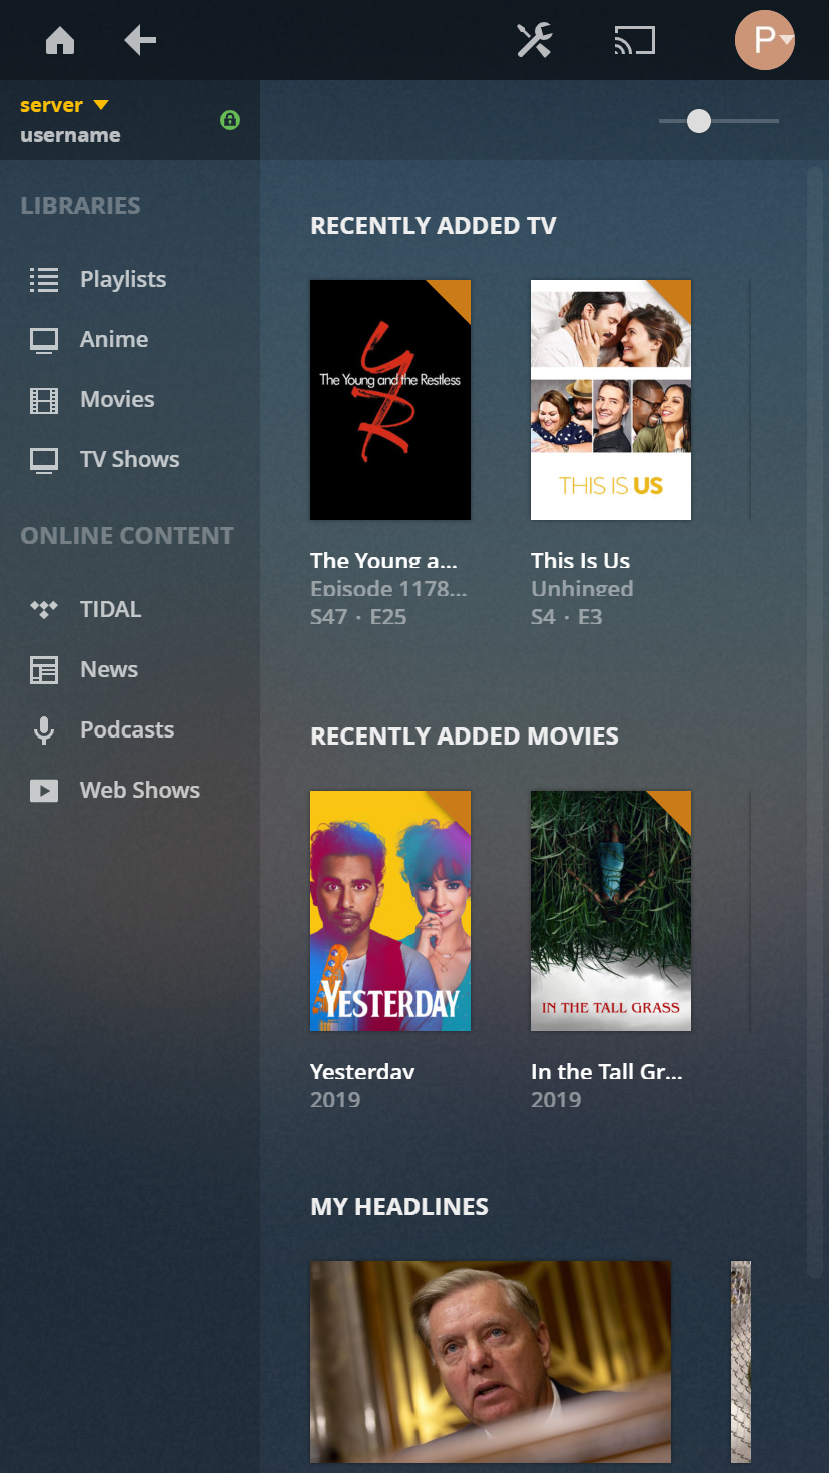 P
server
username
LIBRARIES
Playlists
Anime
Movies
TV Shows
ONLINE CONTENT
TIDAL
News
Podcasts
Web Shows
RECENTLY ADDED TV
The Young and the Restless
YR
THIS IS US
The Young a...
This Is Us
Episode 1178...
Unhinged
S47 · E25
S4 · E3
RECENTLY ADDED MOVIES
YESTERDAY
IN THE TALL GRASS
Yesterday
In the Tall Gr...
2019
2019
MY HEADLINES